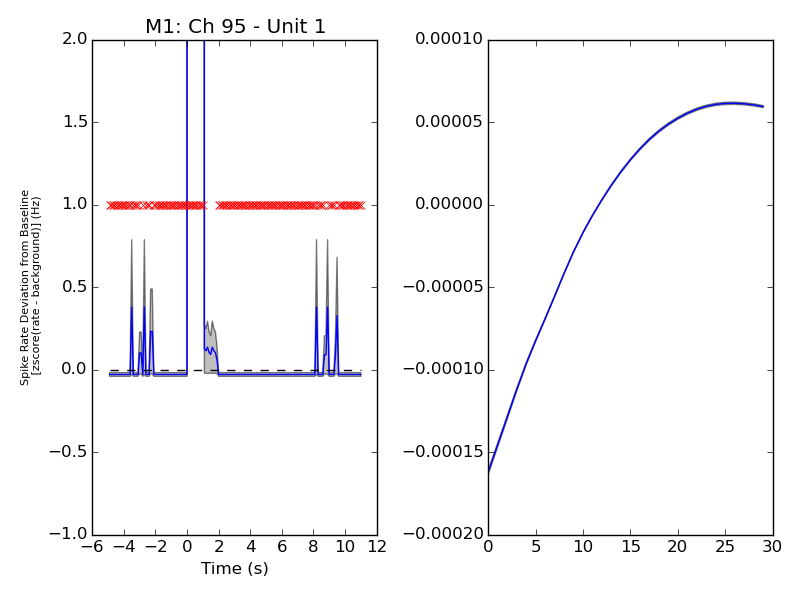 M1: Ch 95 - Unit 1
2.0
1.5
1.0
0.5
0.0
−0.5
−1.0
−6 −4 −2 0 2 4 6 8 10 12
Time (s)
Spike Rate Deviation from Baseline
[zscore(rate - background)] (Hz)
0.00010
0.00005
0.00000
−0.00005
−0.00010
−0.00015
−0.00020
0 5 10 15 20 25 30